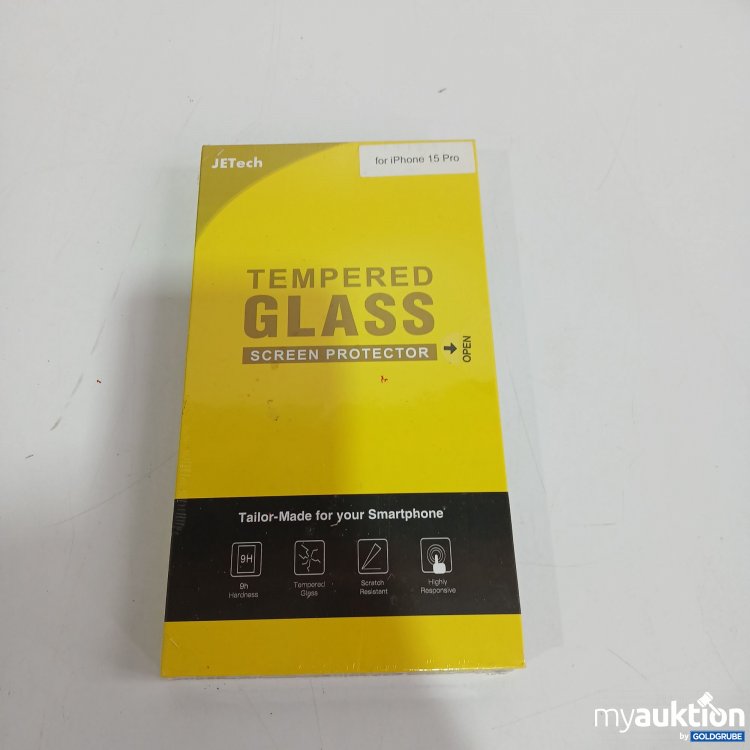 JETech
for iPhone 15 Pro
TEMPERED
GLASS
SCREEN PROTECTOR
OPEN
Tailor-Made for your Smartphone
9H
9h
Hardness
Tempered
Glass
Scratch
Resistant
Highly
Responsive
myauktion
by GOLDGRUBE